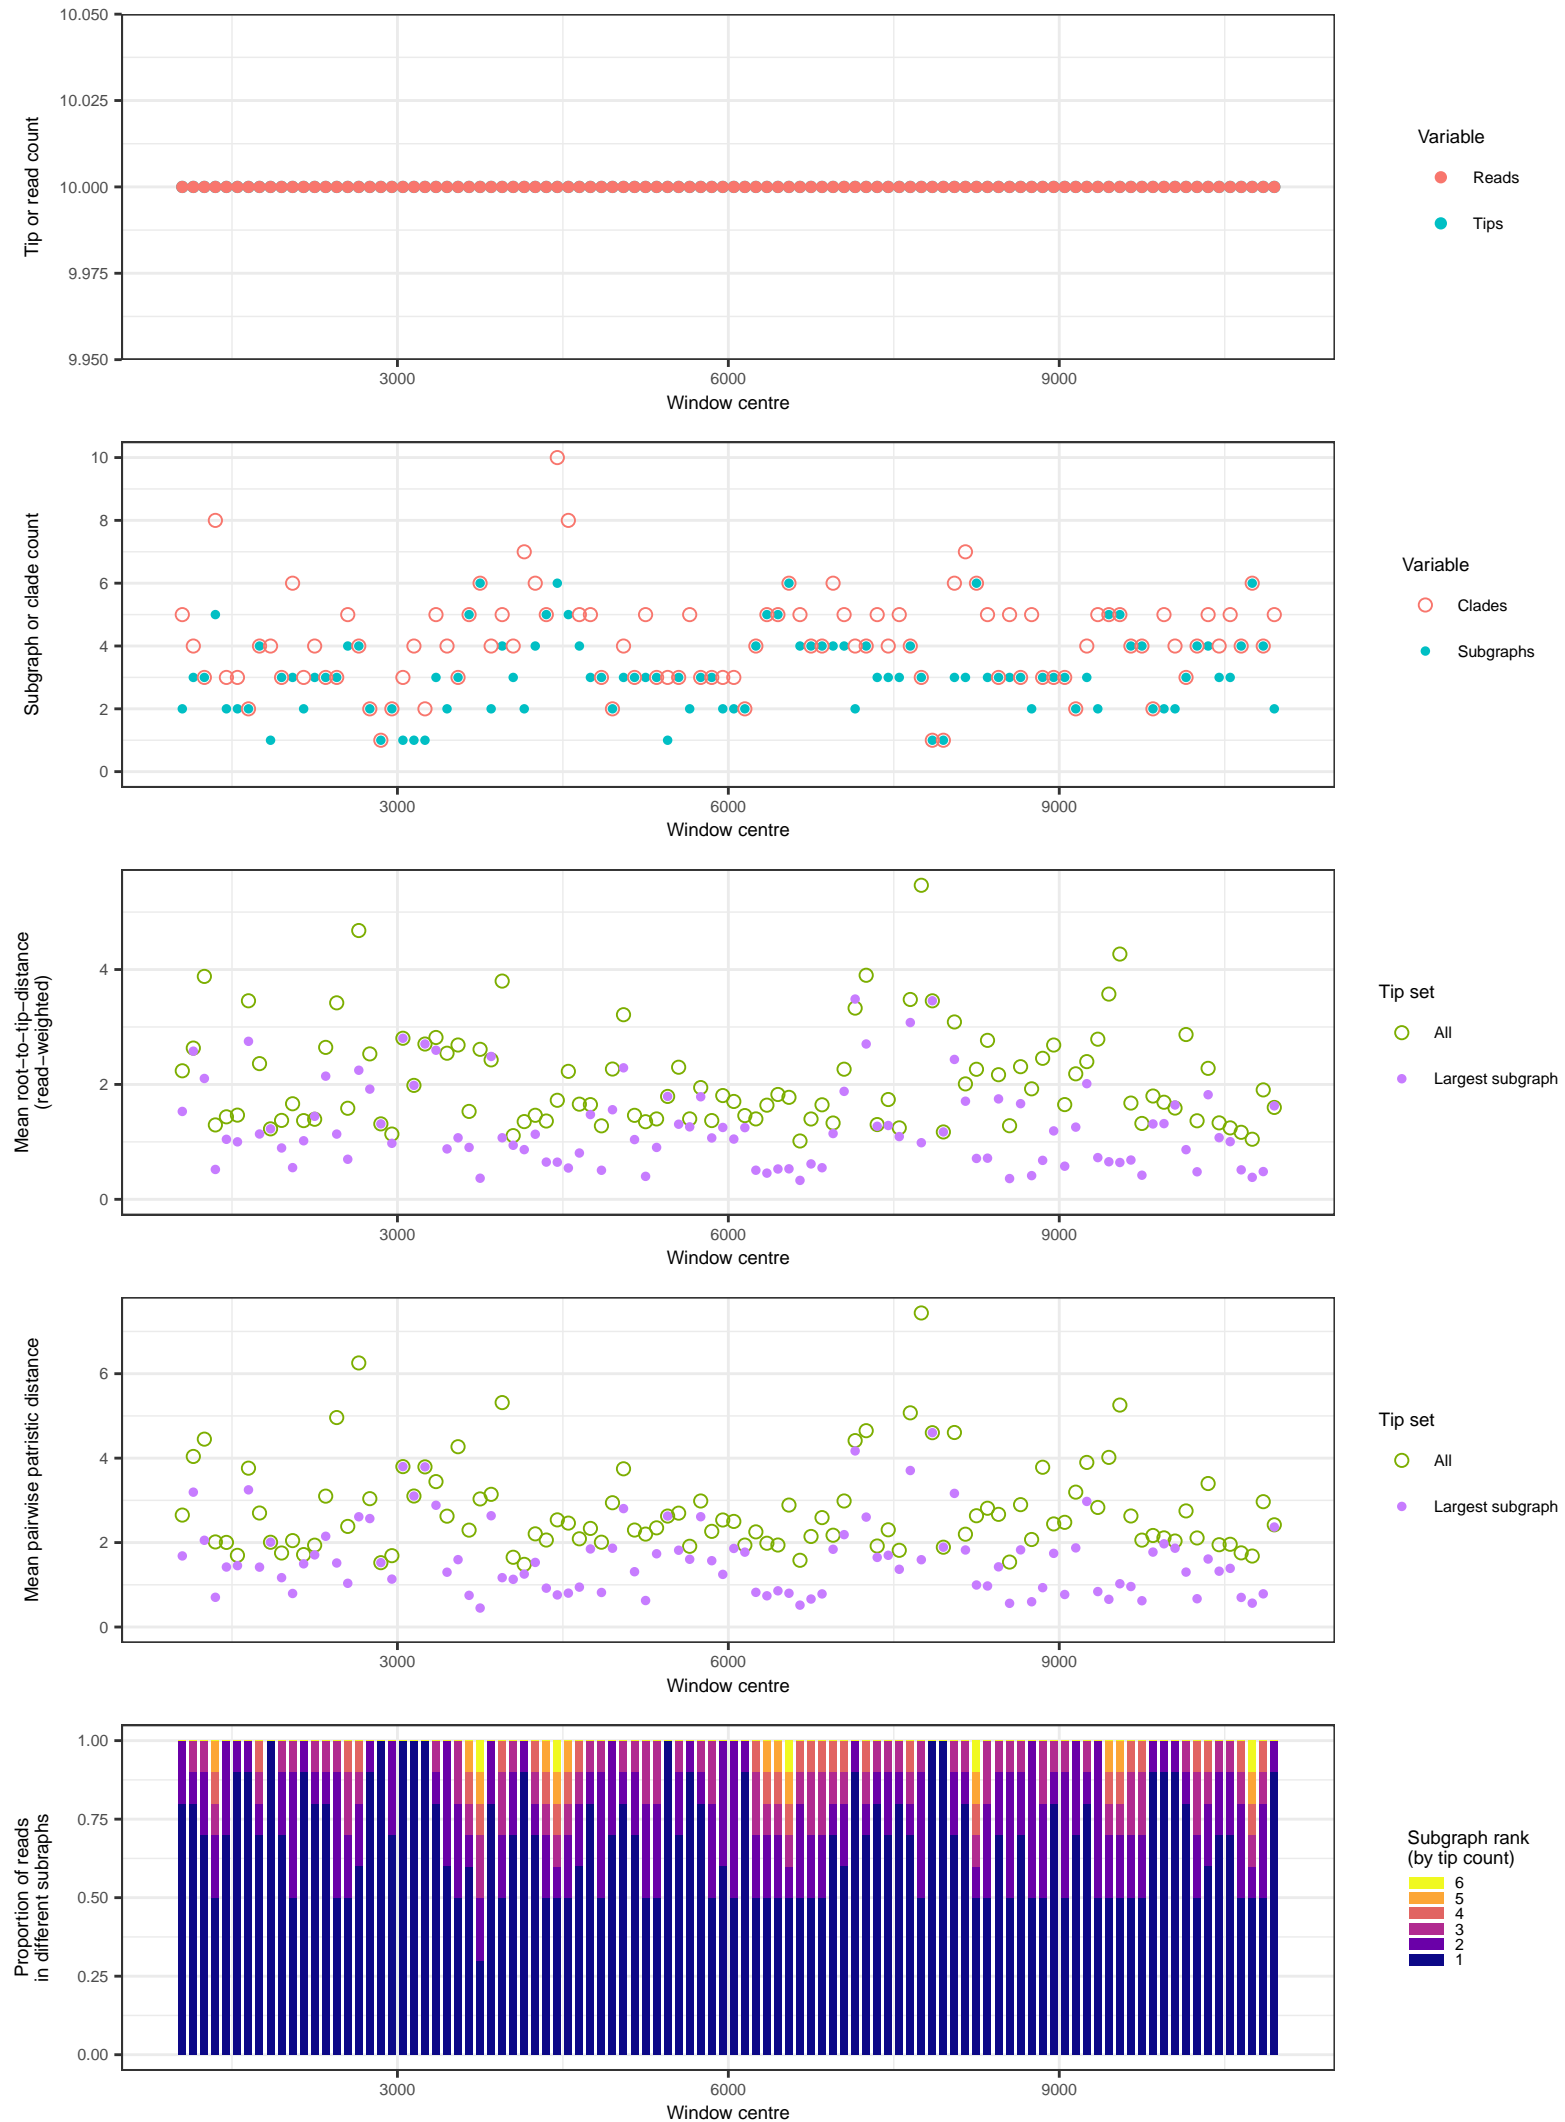 10.050
10.025
10.000
9.975
9.950
Tip or read count
3000 6000 9000
Window centre
Variable
Reads
Tips
10
8
6
4
2
0
Subgraph or clade count
3000 6000 9000
Window centre
Variable
Clades
Subgraphs
4
2
0
Mean root−to−tip−distance
(read−weighted)
3000 6000 9000
Window centre
Tip set
All
Largest subgraph
6
4
2
0
Mean pairwise patristic distance
3000 6000 9000
Window centre
Tip set
All
Largest subgraph
1.00
0.75
0.50
0.25
0.00
Proportion of reads
in different subraphs
3000 6000 9000
Window centre
Subgraph rank
(by tip count)
6
5
4
3
2
1